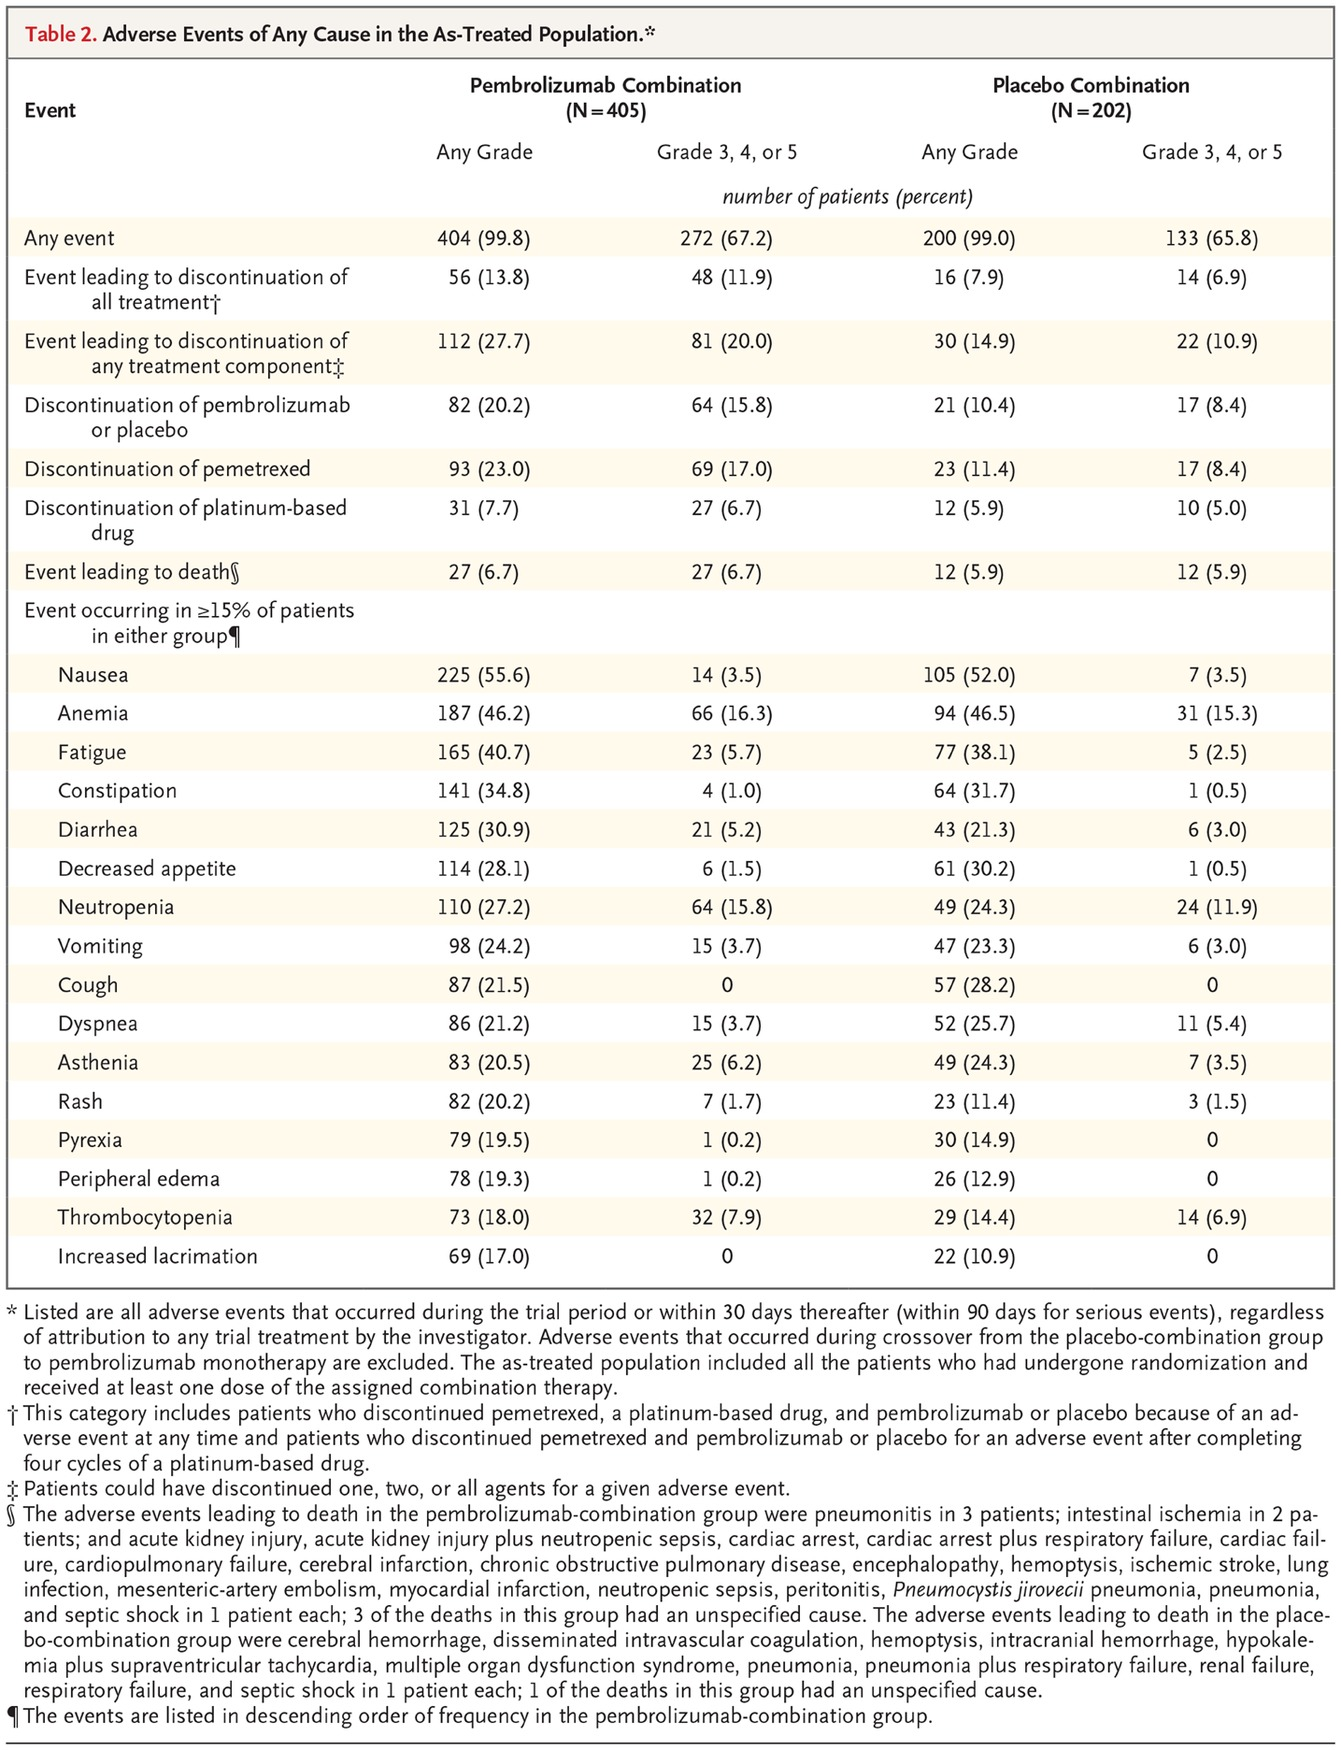 Table 2. Adverse Events of Any Cause in the As-Treated Population.*
Event
Pembrolizumab Combination
(N = 405)
Placebo Combination
(N = 202)
Any Grade Grade 3, 4, or 5 Any Grade Grade 3, 4, or 5
number of patients (percent)
Any event 404 (99.8) 272 (67.2) 200 (99.0) 133 (65.8)
Event leading to discontinuation of
all treatment† 56 (13.8) 48 (11.9) 16 (7.9) 14 (6.9)
Event leading to discontinuation of
any treatment component‡ 112 (27.7) 81 (20.0) 30 (14.9) 22 (10.9)
Discontinuation of pembrolizumab
or placebo 82 (20.2) 64 (15.8) 21 (10.4) 17 (8.4)
Discontinuation of pemetrexed 93 (23.0) 69 (17.0) 23 (11.4) 17 (8.4)
Discontinuation of platinum-based
drug 31 (7.7) 27 (6.7) 12 (5.9) 10 (5.0)
Event leading to death§ 27 (6.7) 27 (6.7) 12 (5.9) 12 (5.9)
Event occurring in ≥15% of patients
in either group¶
Nausea 225 (55.6) 14 (3.5) 105 (52.0) 7 (3.5)
Anemia 187 (46.2) 66 (16.3) 94 (46.5) 31 (15.3)
Fatigue 165 (40.7) 23 (5.7) 77 (38.1) 5 (2.5)
Constipation 141 (34.8) 4 (1.0) 64 (31.7) 1 (0.5)
Diarrhea 125 (30.9) 21 (5.2) 43 (21.3) 6 (3.0)
Decreased appetite 114 (28.1) 6 (1.5) 61 (30.2) 1 (0.5)
Neutropenia 110 (27.2) 64 (15.8) 49 (24.3) 24 (11.9)
Vomiting 98 (24.2) 15 (3.7) 47 (23.3) 6 (3.0)
Cough 87 (21.5) 0 57 (28.2) 0
Dyspnea 86 (21.2) 15 (3.7) 52 (25.7) 11 (5.4)
Asthenia 83 (20.5) 25 (6.2) 49 (24.3) 7 (3.5)
Rash 82 (20.2) 7 (1.7) 23 (11.4) 3 (1.5)
Pyrexia 79 (19.5) 1 (0.2) 30 (14.9) 0
Peripheral edema 78 (19.3) 1 (0.2) 26 (12.9) 0
Thrombocytopenia 73 (18.0) 32 (7.9) 29 (14.4) 14 (6.9)
Increased lacrimation 69 (17.0) 0 22 (10.9) 0
* Listed are all adverse events that occurred during the trial period or within 30 days thereafter (within 90 days for serious events), regardless
of attribution to any trial treatment by the investigator. Adverse events that occurred during crossover from the placebo-combination group
to pembrolizumab monotherapy are excluded. The as-treated population included all the patients who had undergone randomization and
received at least one dose of the assigned combination therapy.
† This category includes patients who discontinued pemetrexed, a platinum-based drug, and pembrolizumab or placebo because of an ad-
verse event at any time and patients who discontinued pemetrexed and pembrolizumab or placebo for an adverse event after completing
four cycles of a platinum-based drug.
‡ Patients could have discontinued one, two, or all agents for a given adverse event.
§ The adverse events leading to death in the pembrolizumab-combination group were pneumonitis in 3 patients; intestinal ischemia in 2 pa-
tients; and acute kidney injury, acute kidney injury plus neutropenic sepsis, cardiac arrest, cardiac arrest plus respiratory failure, cardiac fail-
ure, cardiopulmonary failure, cerebral infarction, chronic obstructive pulmonary disease, encephalopathy, hemoptysis, ischemic stroke, lung
infection, mesenteric-artery embolism, myocardial infarction, neutropenic sepsis, peritonitis, Pneumocystis jirovecii pneumonia, pneumonia,
and septic shock in 1 patient each; 3 of the deaths in this group had an unspecified cause. The adverse events leading to death in the place-
bo-combination group were cerebral hemorrhage, disseminated intravascular coagulation, hemoptysis, intracranial hemorrhage, hypokale-
mia plus supraventricular tachycardia, multiple organ dysfunction syndrome, pneumonia, pneumonia plus respiratory failure, renal failure,
respiratory failure, and septic shock in 1 patient each; 1 of the deaths in this group had an unspecified cause.
¶ The events are listed in descending order of frequency in the pembrolizumab-combination group.